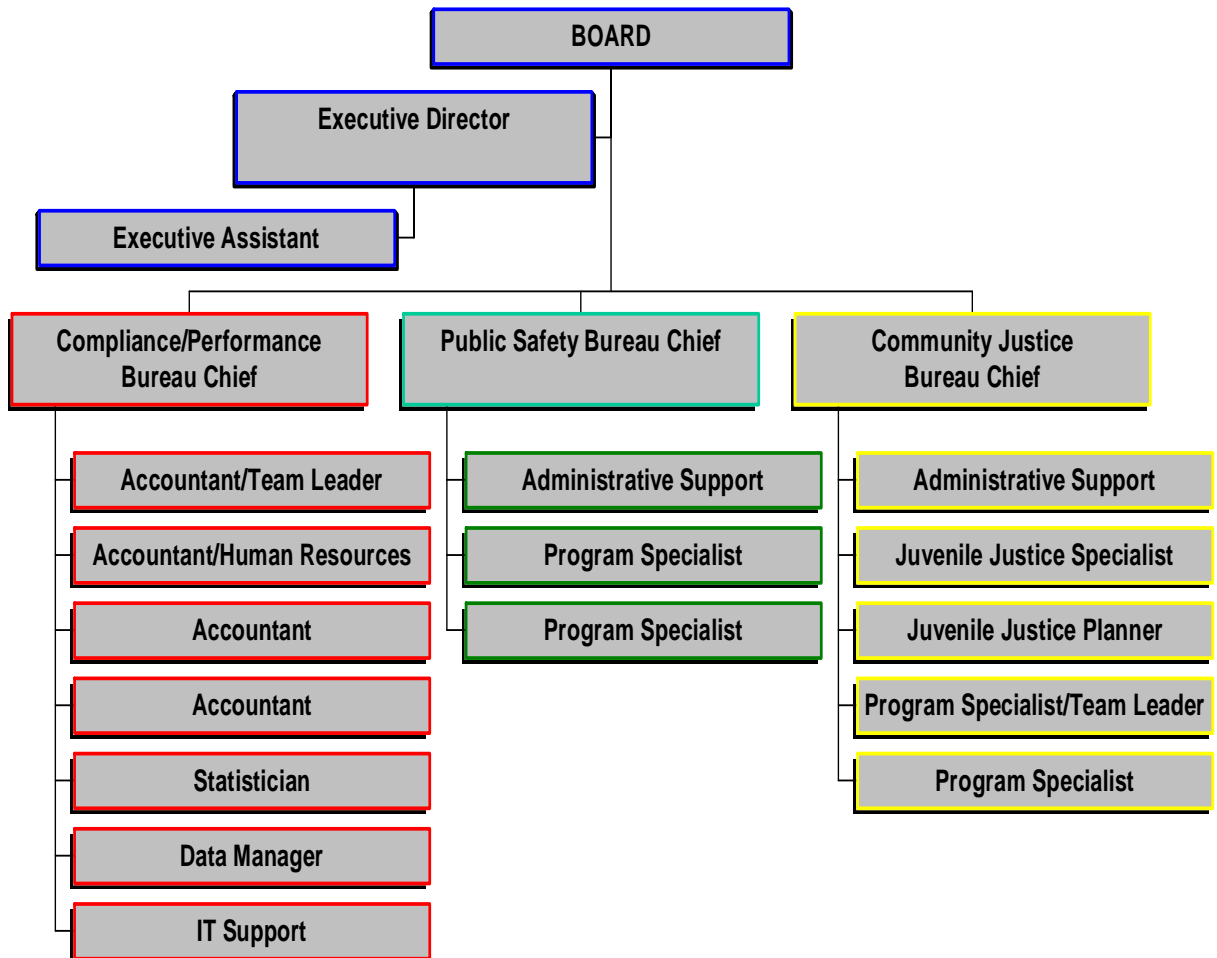 BOARD
Executive Director
Executive Assistant
Compliance/Performance
Bureau Chief
Public Safety Bureau Chief
Community Justice
Bureau Chief
Accountant/Team Leader
Accountant/Human Resources
Accountant
Accountant
Statistician
Data Manager
IT Support
Administrative Support
Program Specialist
Program Specialist
Administrative Support
Juvenile Justice Specialist
Juvenile Justice Planner
Program Specialist/Team Leader
Program Specialist